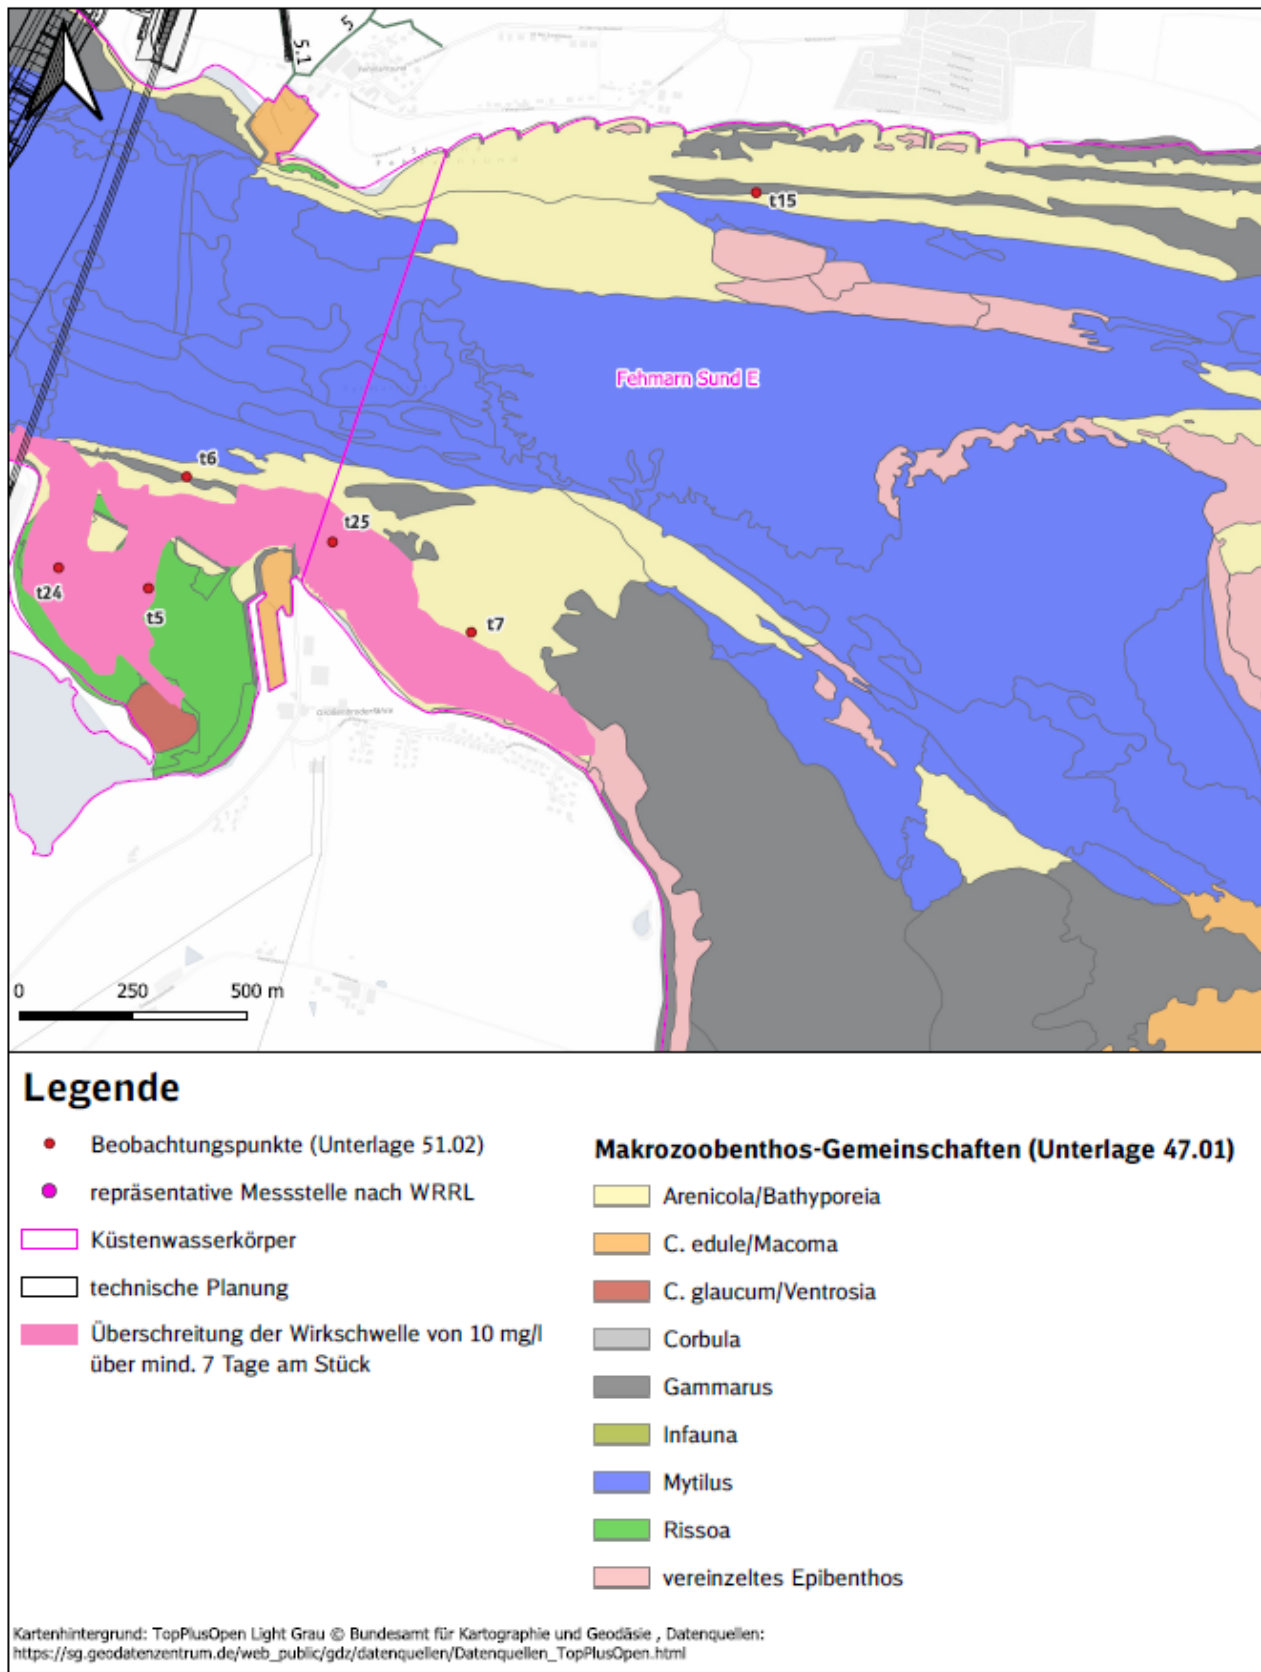 5
5.1
t15
Fehmarn Sund E
t6
t25
t24
t5
t7
Großenbroderfähre
0 250 500 m
Legende
Beobachtungspunkte (Unterlage 51.02)
repräsentative Messstelle nach WRRL
Küstenwasserkörper
technische Planung
Überschreitung der Wirkschwelle von 10 mg/l
über mind. 7 Tage am Stück
Makrozoobenthos-Gemeinschaften (Unterlage 47.01)
Arenicola/Bathyporeia
C. edule/Macoma
C. glaucum/Ventrosia
Corbula
Gammarus
Infauna
Mytilus
Rissoa
vereinzeltes Epibenthos
Kartenhintergrund: TopPlusOpen Light Grau © Bundesamt für Kartographie und Geodäsie , Datenquellen:
https://sg.geodatenzentrum.de/web_public/gdz/datenquellen/Datenquellen_TopPlusOpen.html